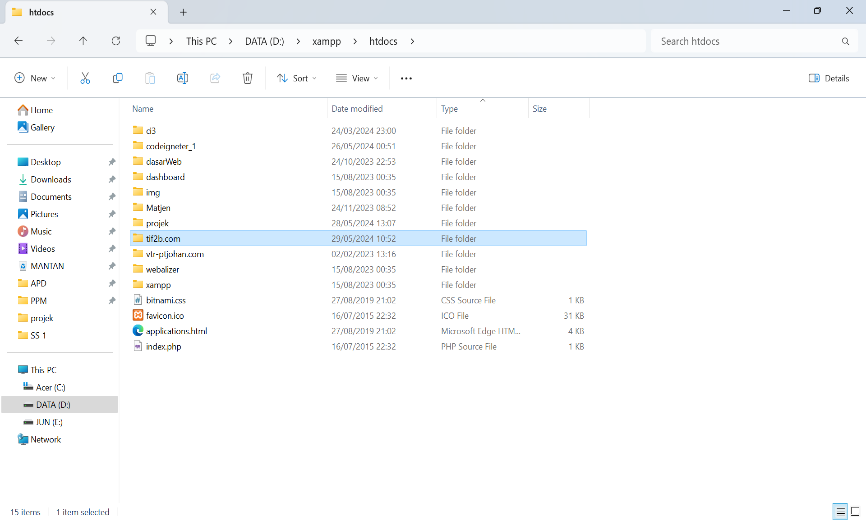 htdocs
This PC > DATA (D:) > xampp > htdocs >
Search htdocs
New
Sort
View
Details
Home
Gallery
Desktop
Downloads
Documents
Pictures
Music
Videos
MANTAN
APD
PPM
projek
SS 1
This PC
Acer (C:)
DATA (D:)
JUN (E:)
Network
Name Date modified Type Size
ci3 24/03/2024 23:00 File folder
codeigneter_1 26/05/2024 00:51 File folder
dasarWeb 24/10/2023 22:53 File folder
dashboard 15/08/2023 00:35 File folder
img 15/08/2023 00:35 File folder
Matjen 24/11/2023 08:52 File folder
projek 28/05/2024 13:07 File folder
tif2b.com 29/05/2024 10:52 File folder
vtr-ptjohan.com 02/02/2023 13:16 File folder
webalizer 15/08/2023 00:35 File folder
xampp 15/08/2023 00:35 File folder
bitnami.css 27/08/2019 21:02 CSS Source File 1 KB
favicon.ico 16/07/2015 22:32 ICO File 31 KB
applications.html 27/08/2019 21:02 Microsoft Edge HTM... 4 KB
index.php 16/07/2015 22:32 PHP Source File 1 KB
15 items 1 item selected